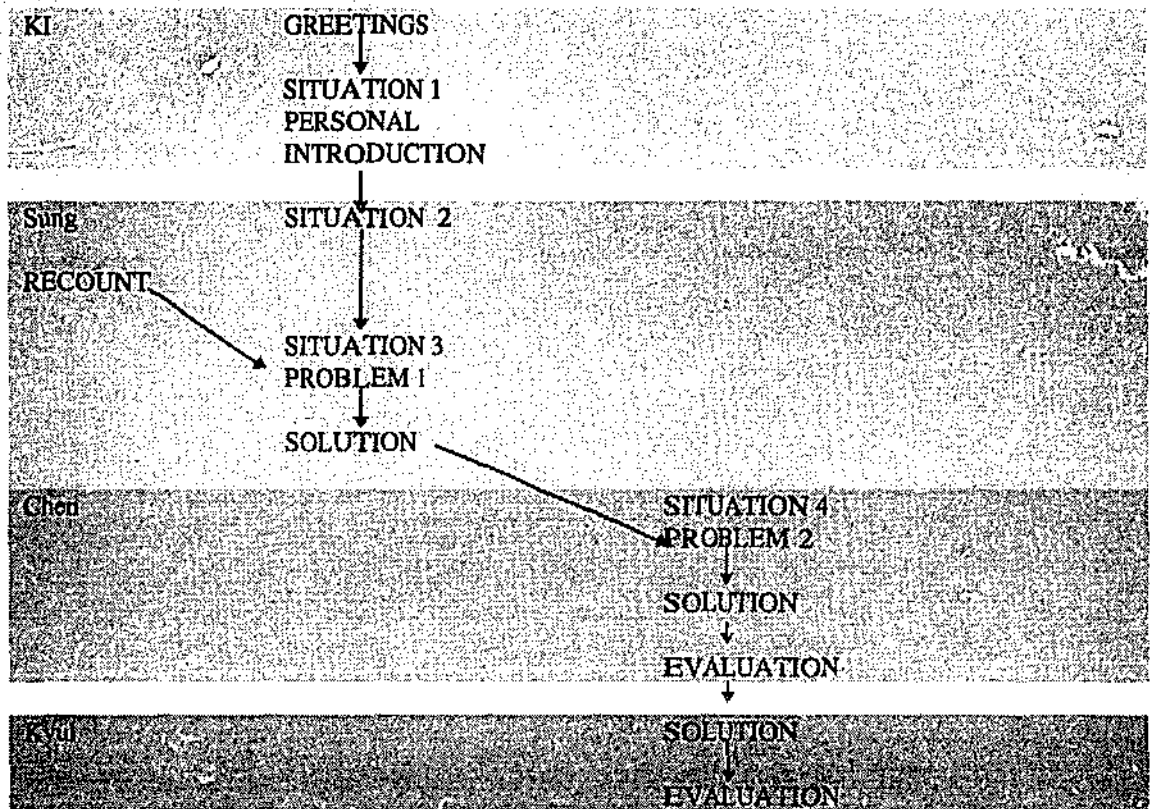 KI
GREETINGS
SITUATION 1
PERSONAL
INTRODUCTION
Sung
SITUATION 2
RECOUNT
SITUATION 3
PROBLEM 1
SOLUTION
Chen
SITUATION 4
PROBLEM 2
SOLUTION
EVALUATION
Kyui
SOLUTION
EVALUATION